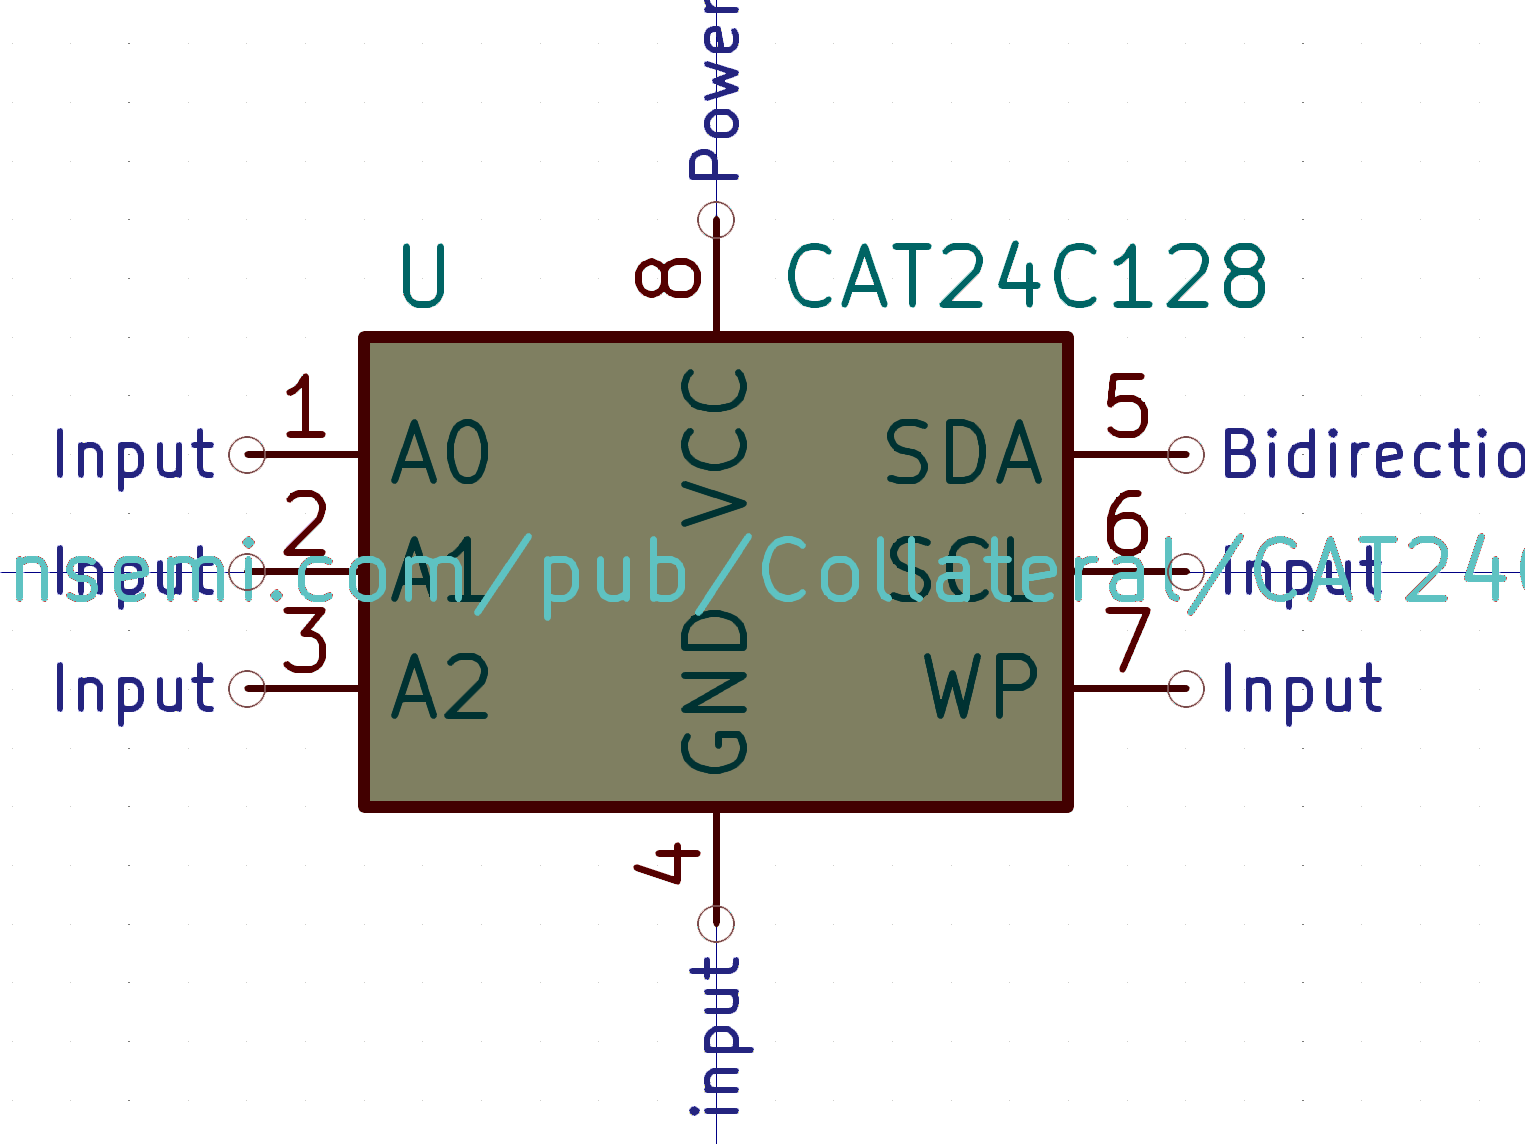 Power
U
8
CAT24C128
1
VCC
5
Input
A0
SDA
Bidirectio
2
6
Input
A1
SCL
Input
nsemi.com/pub/Collateral/CAT24C
3
GND
7
Input
A2
WP
Input
4
input